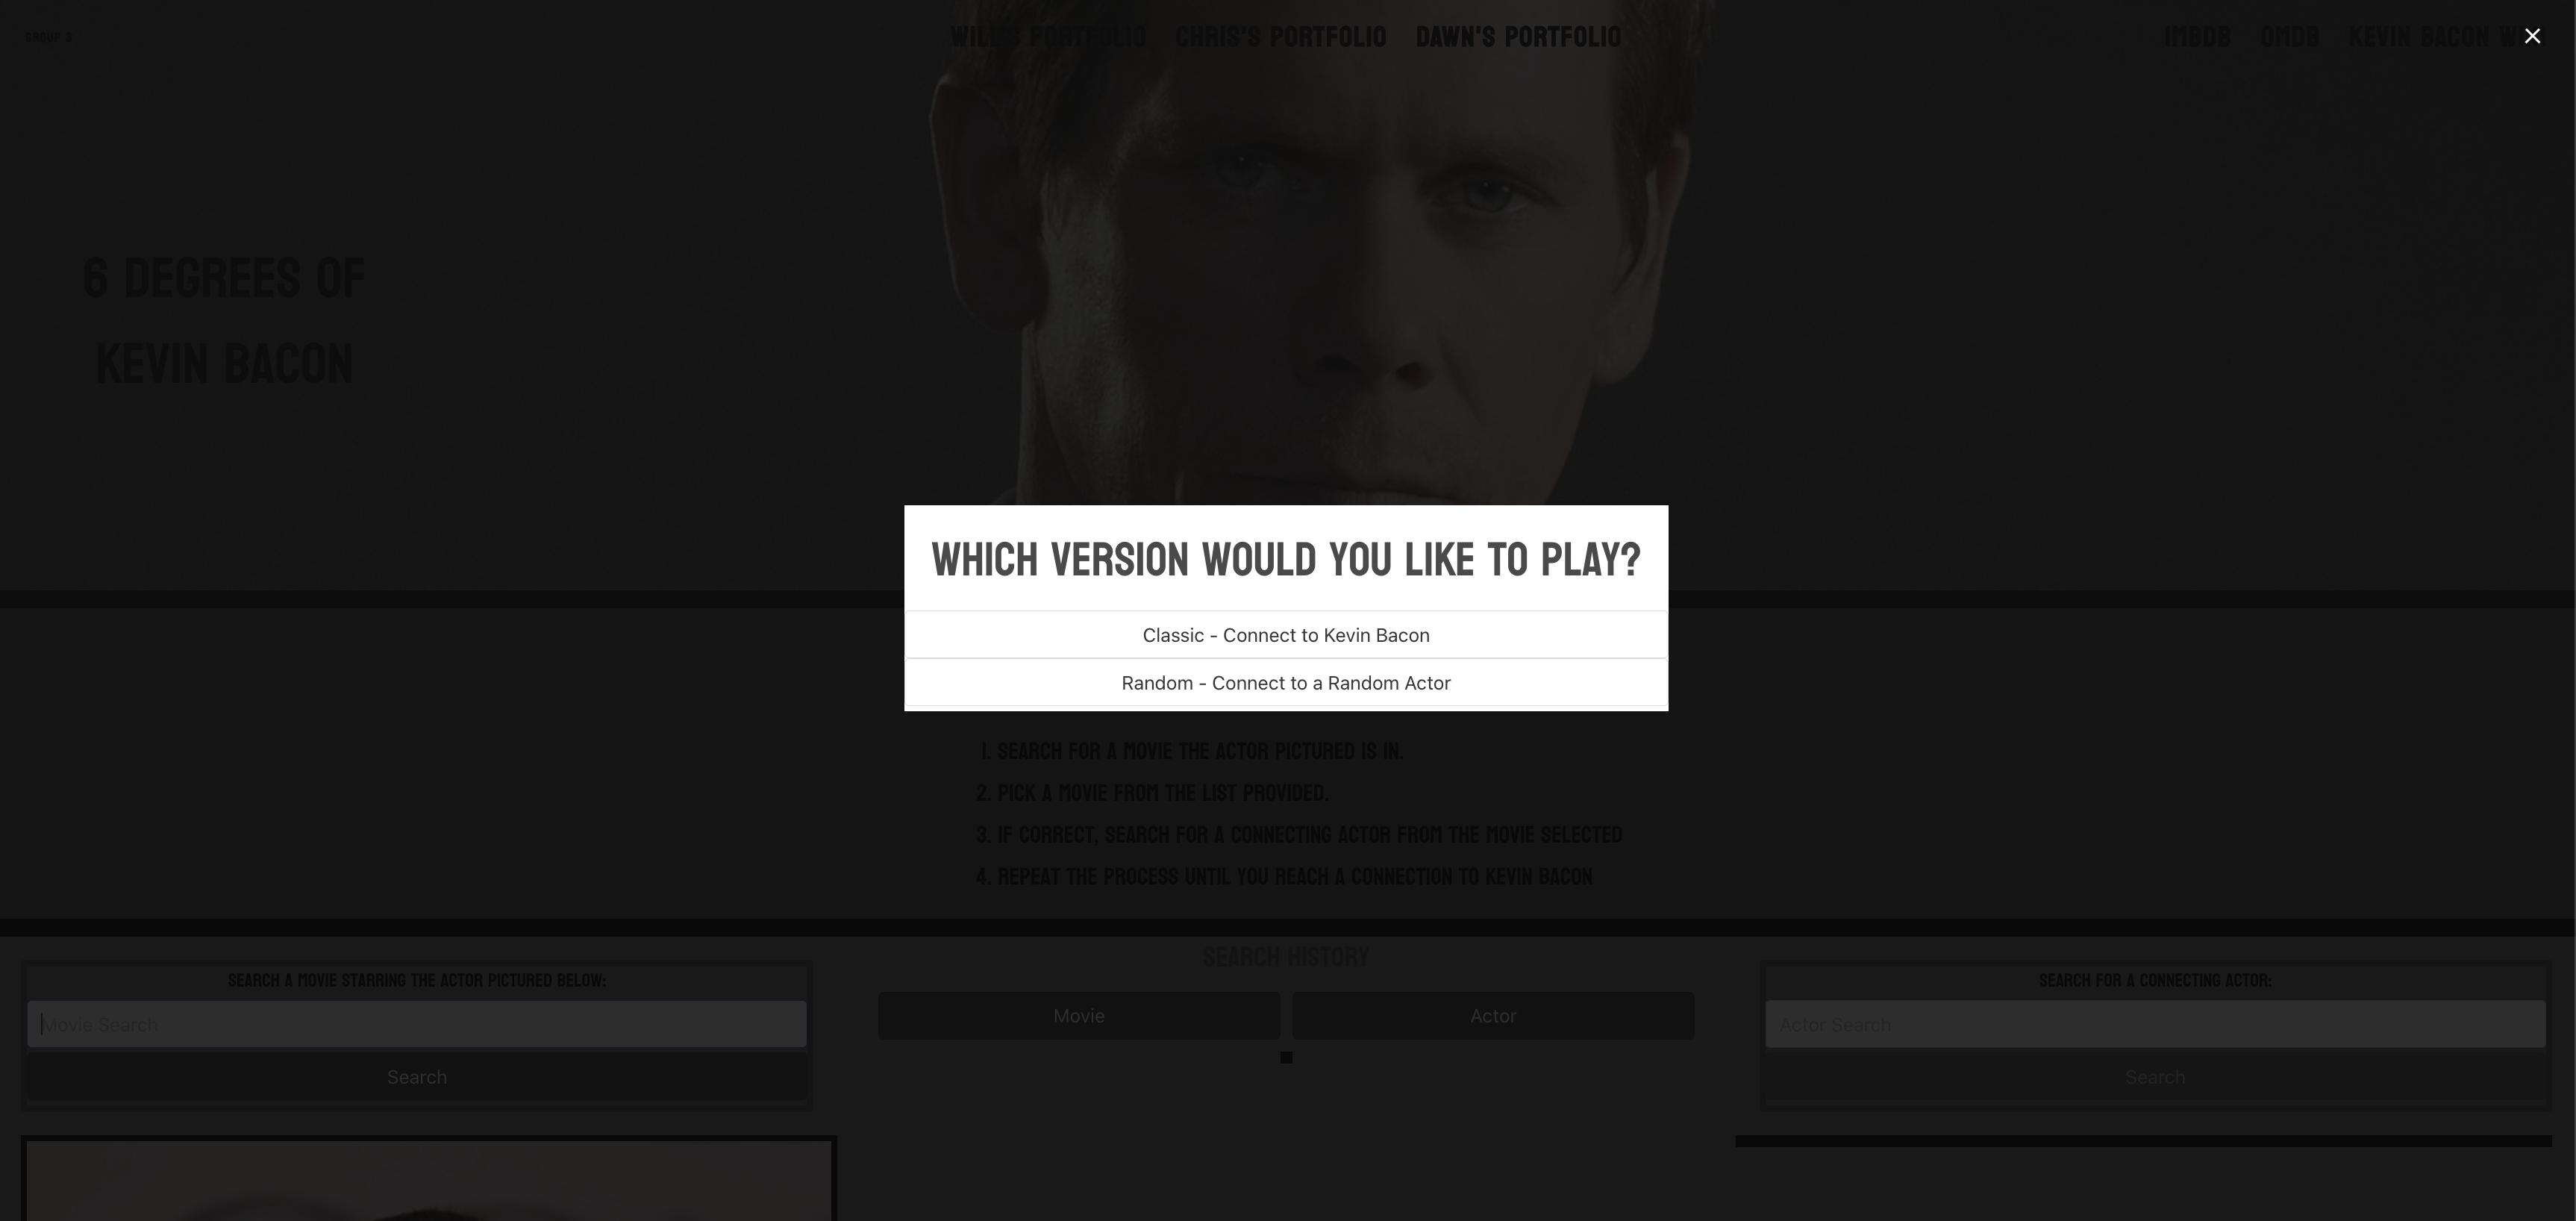 GROUP 3
WILL'S PORTFOLIO CHRIS'S PORTFOLIO DAWN'S PORTFOLIO
IMBDB OMDB KEVIN BACON
6 DEGREES OF
KEVIN BACON
WHICH VERSION WOULD YOU LIKE TO PLAY?
Classic - Connect to Kevin Bacon
Random - Connect to a Random Actor
1. SEARCH FOR A MOVIE THE ACTOR PICTURED IS IN.
2. PICK A MOVIE FROM THE LIST PROVIDED.
3. IF CORRECT, SEARCH FOR A CONNECTING ACTOR FROM THE MOVIE SELECTED
4. REPEAT THE PROCESS UNTIL YOU REACH A CONNECTION TO KEVIN BACON
SEARCH A MOVIE STARRING THE ACTOR PICTURED BELOW:
Movie Search
Search
SEARCH HISTORY
Movie Actor
SEARCH FOR A CONNECTING ACTOR:
Actor Search
Search